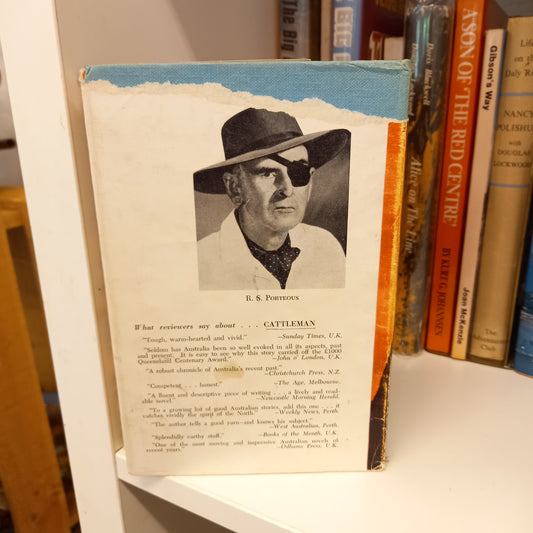 R. S. Porteous
What reviewers say about . . . CATTLEMAN
"Tough, warm-hearted and vivid." —Sunday Times, U.K.
"Seldom has Australia been so well evoked in all its aspects, past
and present. It is easy to see why this story carried off the £1000
Queensland Centenary Award." —John o' London, U.K.
"A robust chronicle of Australia's recent past."
—Christchurch Press, N.Z.
"Competent . . . honest." —The Age, Melbourne.
"A fluent and descriptive piece of writing . . . a lively and read-
able novel." —Newcastle Morning Herald.
"To a growing list of good Australian stories, add this one . . . it
catches vividly the spirit of the North." —Weekly News, Perth.
"The author tells a good yarn—and knows his subject."
—West Australian, Perth.
"Splendidly earthy stuff." —Books of the Month, U.K.
"One of the most moving and impressive Australian novels of
recent years." —Odhams Press, U.K.
The Big
Alice on The Line
A SON OF 'THE RED CENTRE'
BY KURT G. JOHANNSEN
Gibson's Way
Joan McKenzie
Life
on the
Daly Ri
NANCY
POLISHU
with
DOUGLAS
LOCKWOOD
The
Adventurers
Club